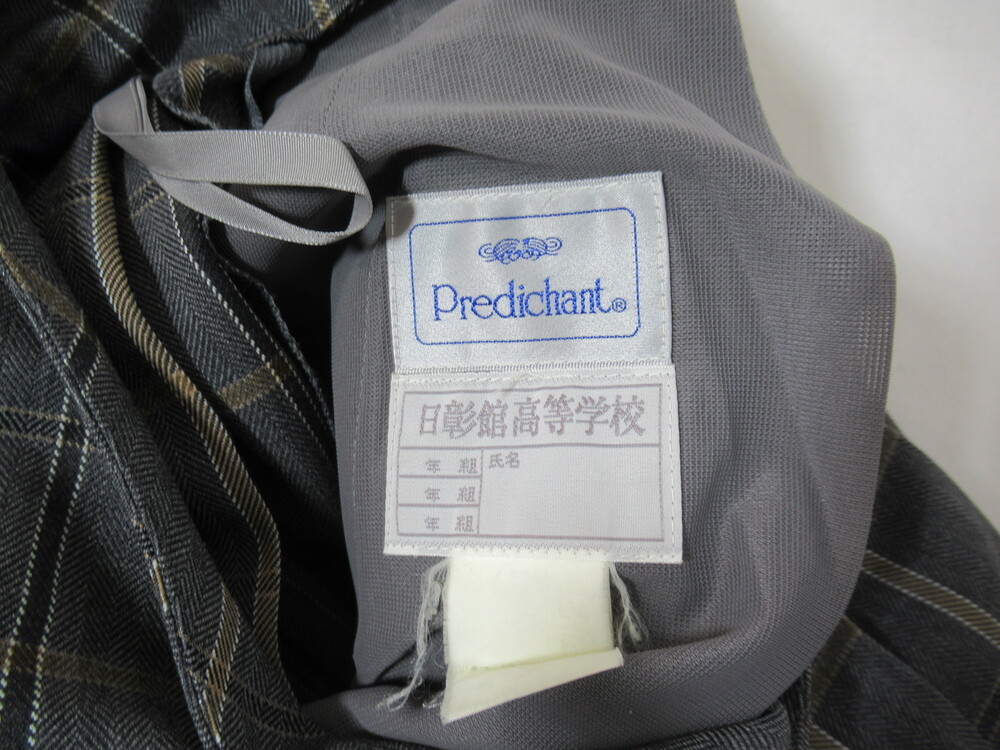 Predichant®
日彰館高等学校
年 組 氏名
年 組
年 組